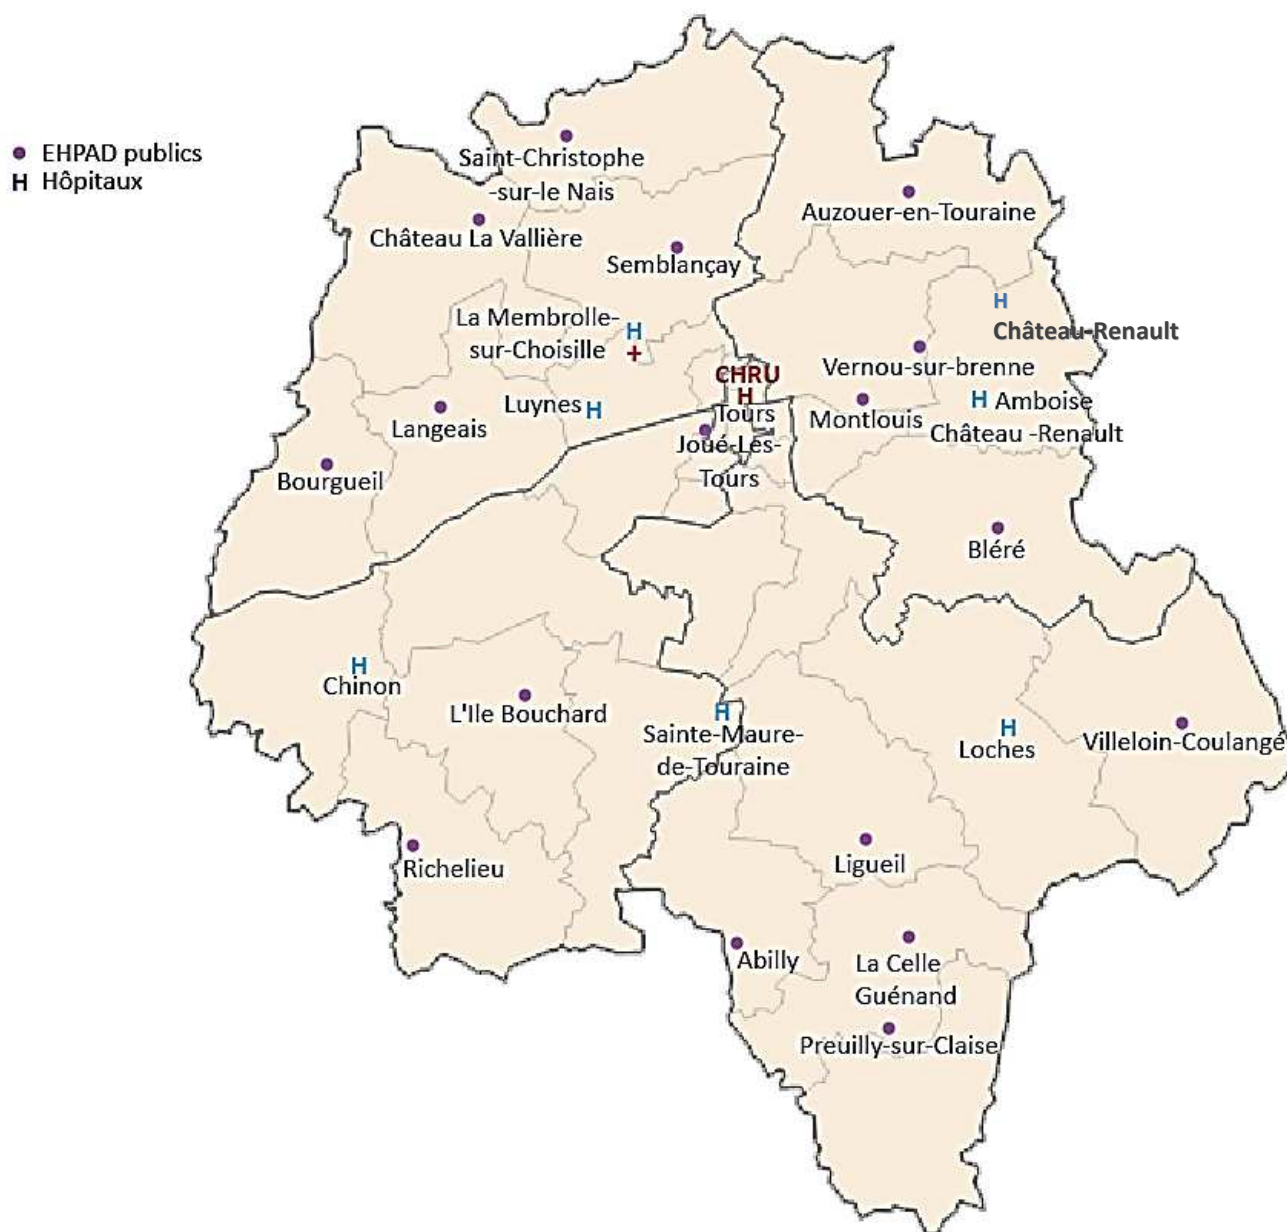 EHPAD publics
H Hôpitaux
Saint-Christophe
-sur-le Nais
Auzouer-en-Touraine
Château La Vallière
Semblançay
H
Château-Renault
La Membrolle-
sur-Choisille
H
+
Vernou-sur-brenne
CHRU
H
Tours
Luynes H
Langeais
Montlouis
H Amboise
Château -Renault
Joué-Lès-
Tours
Bourgueil
Bléré
H
Chinon
L'Ile Bouchard
H
Sainte-Maure-
de-Touraine
H
Loches
Villeloin-Coulangé
Richelieu
Ligueil
Abilly
La Celle
Guénand
Preuilly-sur-Claise